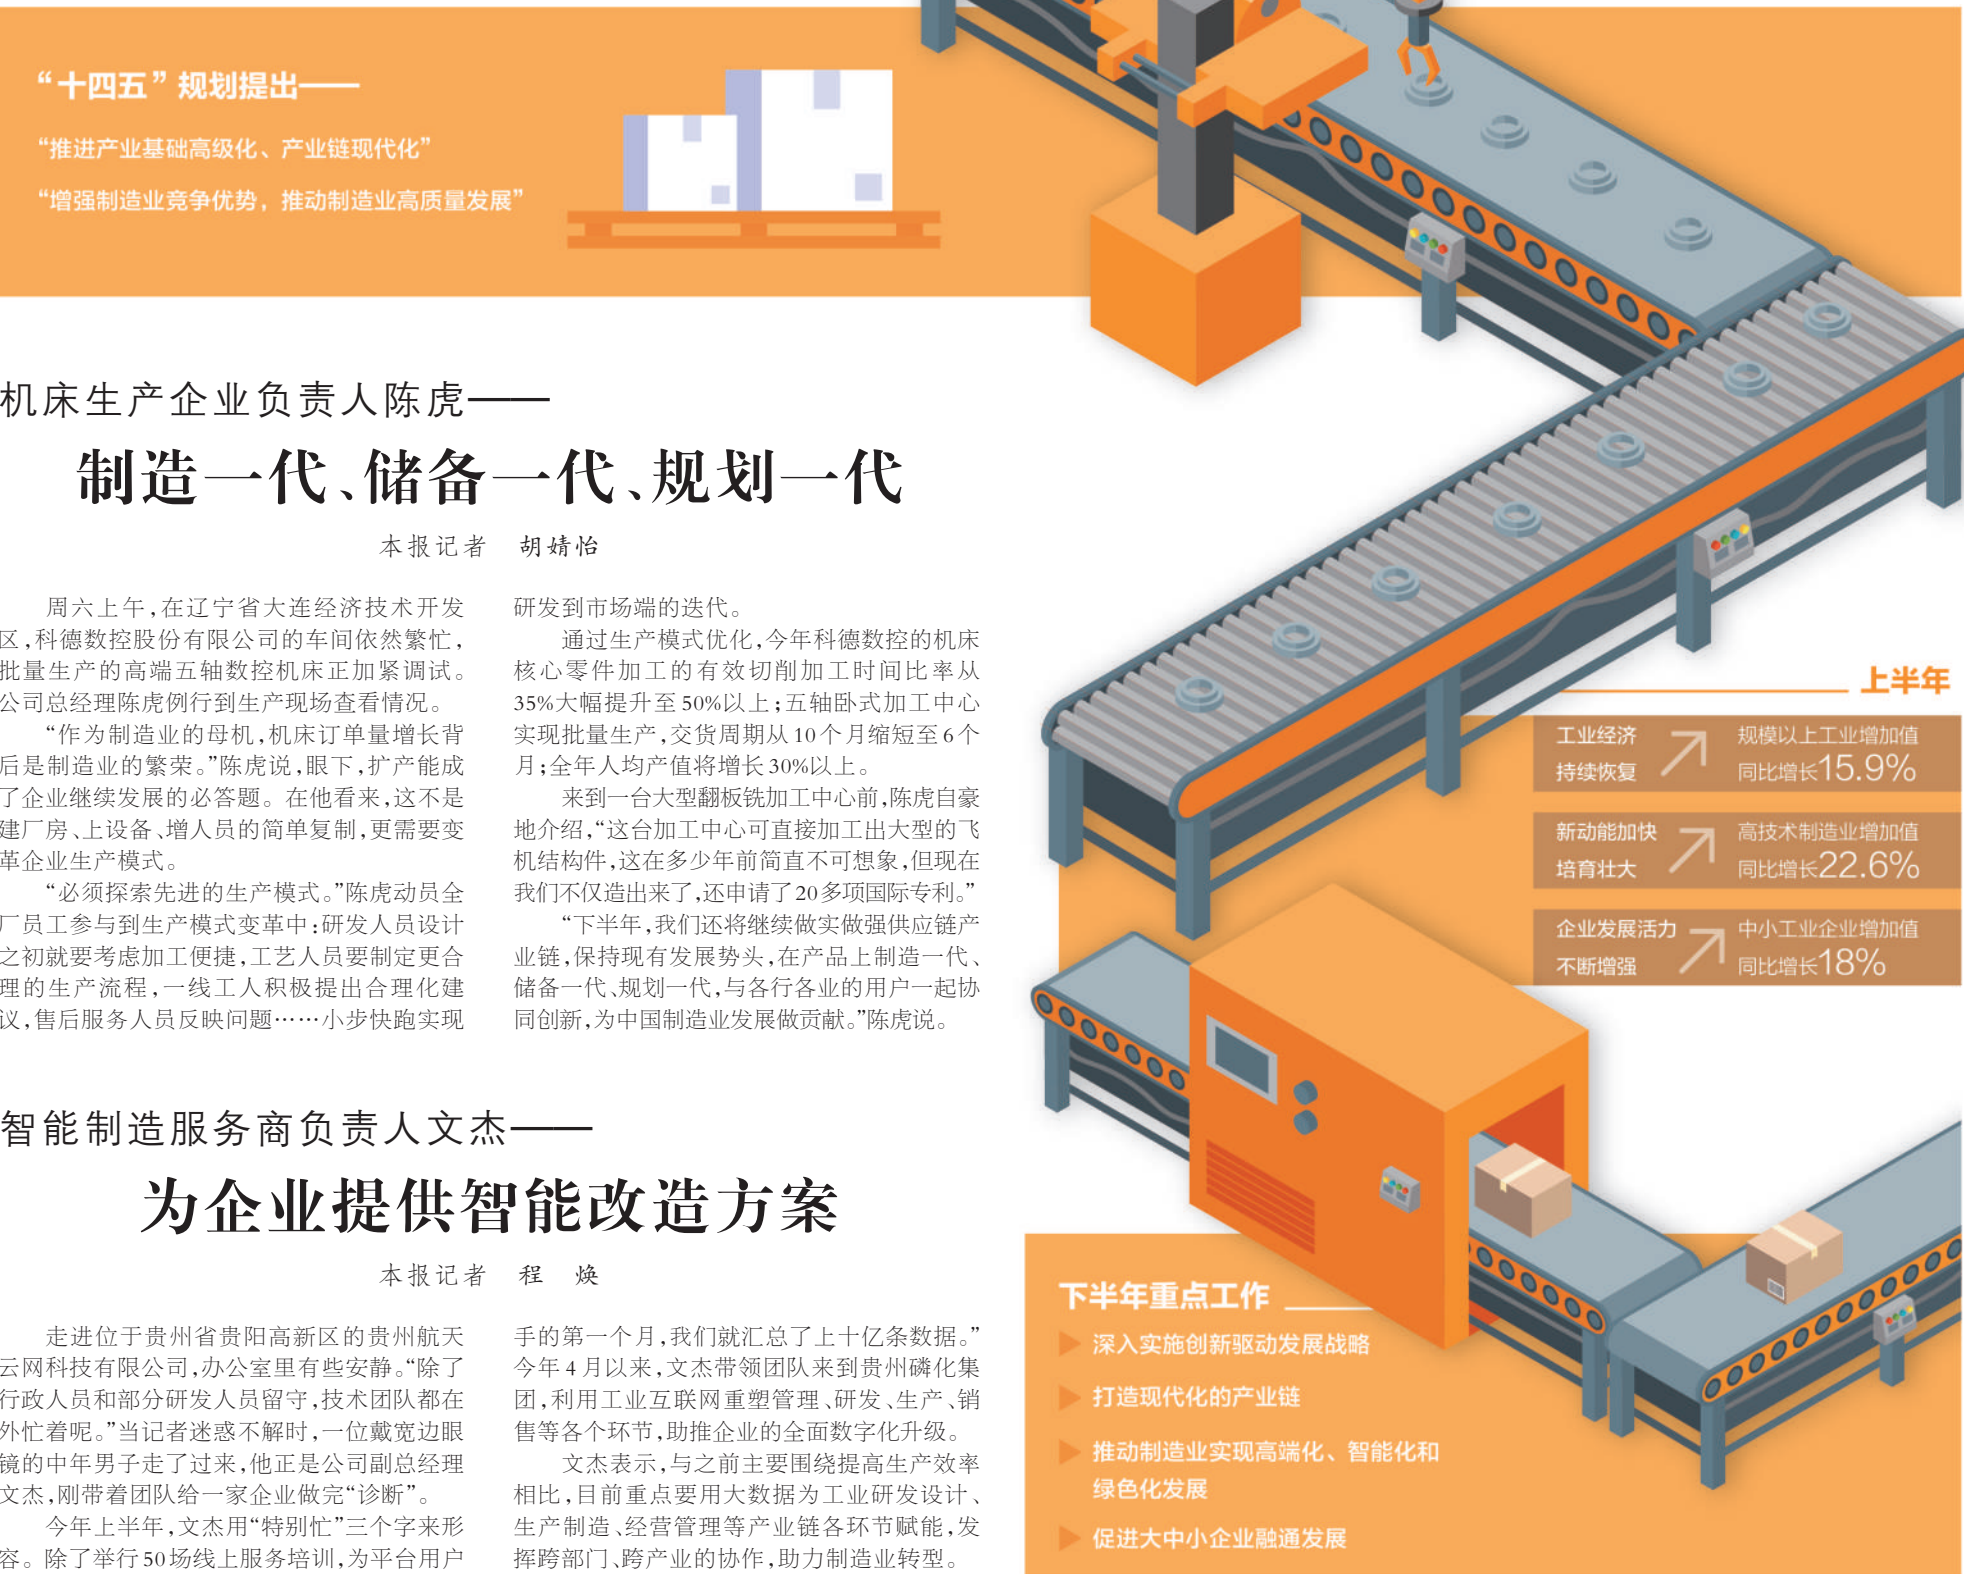 “十四五”规划提出——
“推进产业基础高级化、产业链现代化”
“增强制造业竞争优势，推动制造业高质量发展”
机床生产企业负责人陈虎——
制造一代、储备一代、规划一代
本报记者　胡婧怡
周六上午，在辽宁省大连经济技术开发
区，科德数控股份有限公司的车间依然繁忙，
批量生产的高端五轴数控机床正加紧调试。
公司总经理陈虎例行到生产现场查看情况。
“作为制造业的母机，机床订单量增长背
后是制造业的繁荣。”陈虎说，眼下，扩产能成
了企业继续发展的必答题。在他看来，这不是
建厂房、上设备、增人员的简单复制，更需要变
革企业生产模式。
“必须探索先进的生产模式。”陈虎动员全
厂员工参与到生产模式变革中：研发人员设计
之初就要考虑加工便捷，工艺人员要制定更合
理的生产流程，一线工人积极提出合理化建
议，售后服务人员反映问题……小步快跑实现
研发到市场端的迭代。
通过生产模式优化，今年科德数控的机床
核心零件加工的有效切削加工时间比率从
35%大幅提升至50%以上；五轴卧式加工中心
实现批量生产，交货周期从10个月缩短至6个
月；全年人均产值将增长30%以上。
来到一台大型翻板铣加工中心前，陈虎自豪
地介绍，“这台加工中心可直接加工出大型的飞
机结构件，这在多少年前简直不可想象，但现在
我们不仅造出来了，还申请了20多项国际专利。”
“下半年，我们还将继续做实做强供应链产
业链，保持现有发展势头，在产品上制造一代、
储备一代、规划一代，与各行各业的用户一起协
同创新，为中国制造业发展做贡献。”陈虎说。
智能制造服务商负责人文杰——
为企业提供智能改造方案
本报记者　程　焕
走进位于贵州省贵阳高新区的贵州航天
云网科技有限公司，办公室里有些安静。“除了
行政人员和部分研发人员留守，技术团队都在
外忙着呢。”当记者迷惑不解时，一位戴宽边眼
镜的中年男子走了过来，他正是公司副总经理
文杰，刚带着团队给一家企业做完“诊断”。
今年上半年，文杰用“特别忙”三个字来形
容。除了举行50场线上服务培训，为平台用户
手的第一个月，我们就汇总了上十亿条数据。”
今年4月以来，文杰带领团队来到贵州磷化集
团，利用工业互联网重塑管理、研发、生产、销
售等各个环节，助推企业的全面数字化升级。
文杰表示，与之前主要围绕提高生产效率
相比，目前重点要用大数据为工业研发设计、
生产制造、经营管理等产业链各环节赋能，发
挥跨部门、跨产业的协作，助力制造业转型。
上半年
工业经济
持续恢复
规模以上工业增加值
同比增长15.9%
新动能加快
培育壮大
高技术制造业增加值
同比增长22.6%
企业发展活力
不断增强
中小工业企业增加值
同比增长18%
下半年重点工作
深入实施创新驱动发展战略
打造现代化的产业链
推动制造业实现高端化、智能化和
绿色化发展
促进大中小企业融通发展